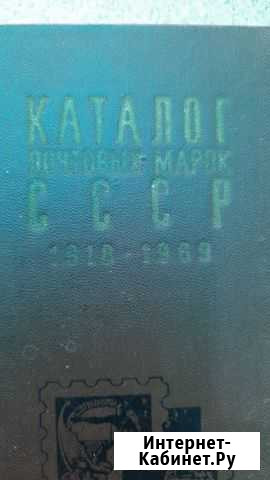 КАТАЛОГ
ПОЧТОВЫХ МАРОК
СССР
1918-1969
Интернет-
Кабинет.Ру